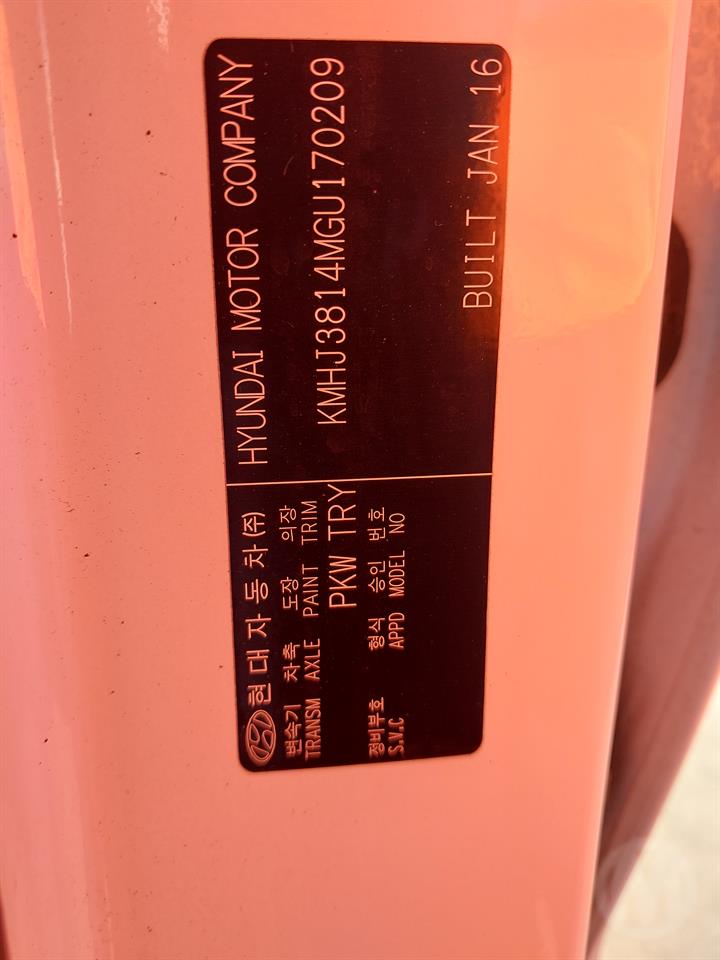 현대자동차(주) HYUNDAI MOTOR COMPANY
변속기 차축 도장 의장
TRANSM AXLE PAINT TRIM
PKW TRY
KMHJ3814MGU170209
정비부호 형식 승인 번호
S.V.C APPD MODEL NO
BUILT JAN 16